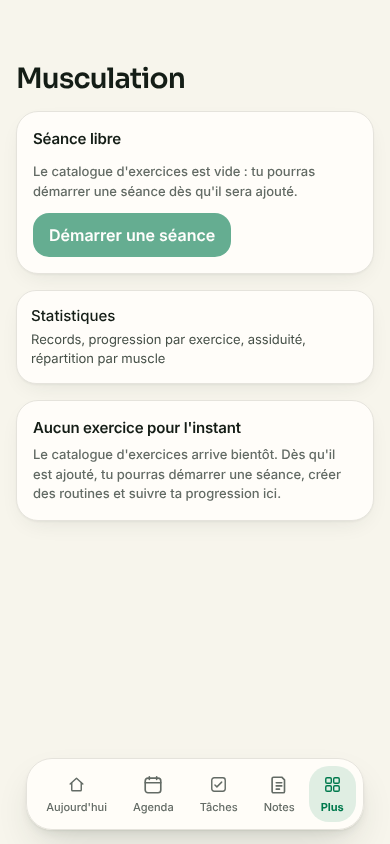 Musculation
Séance libre
Le catalogue d'exercices est vide : tu pourras
démarrer une séance dès qu'il sera ajouté.
Démarrer une séance
Statistiques
Records, progression par exercice, assiduité,
répartition par muscle
Aucun exercice pour l'instant
Le catalogue d'exercices arrive bientôt. Dès qu'il
est ajouté, tu pourras démarrer une séance, créer
des routines et suivre ta progression ici.
Aujourd'hui Agenda Tâches Notes Plus